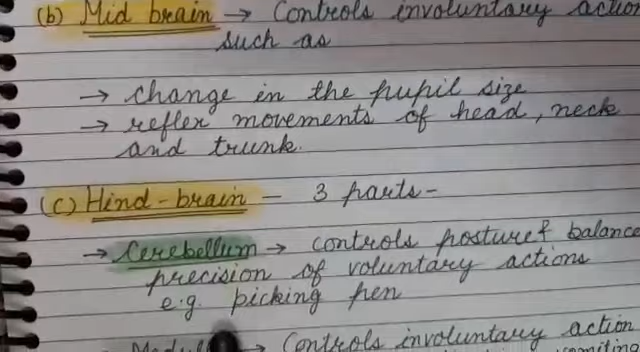 (b) Mid brain → Controls involuntary action
such as
→ change in the pupil size
→ reflex movements of head, neck
and trunk.
(c) Hind-brain - 3 parts-
→ Cerebellum → controls posture & balance
precision of voluntary actions
e.g. picking pen
→ Controls involuntary action
vomiting